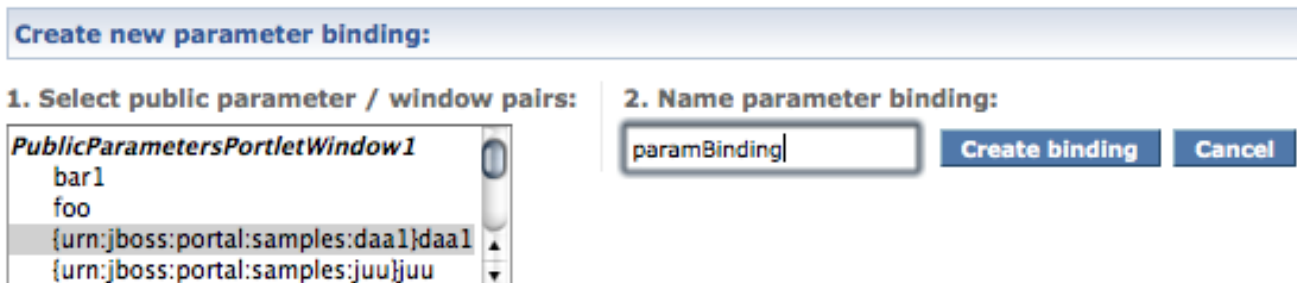 Create new parameter binding:
1. Select public parameter / window pairs:
PublicParametersPortletWindow1
bar1
foo
{urn:jboss:portal:samples:daa1}daa1
{urn:jboss:portal:samples:juu}juu
2. Name parameter binding:
paramBinding
Create binding
Cancel